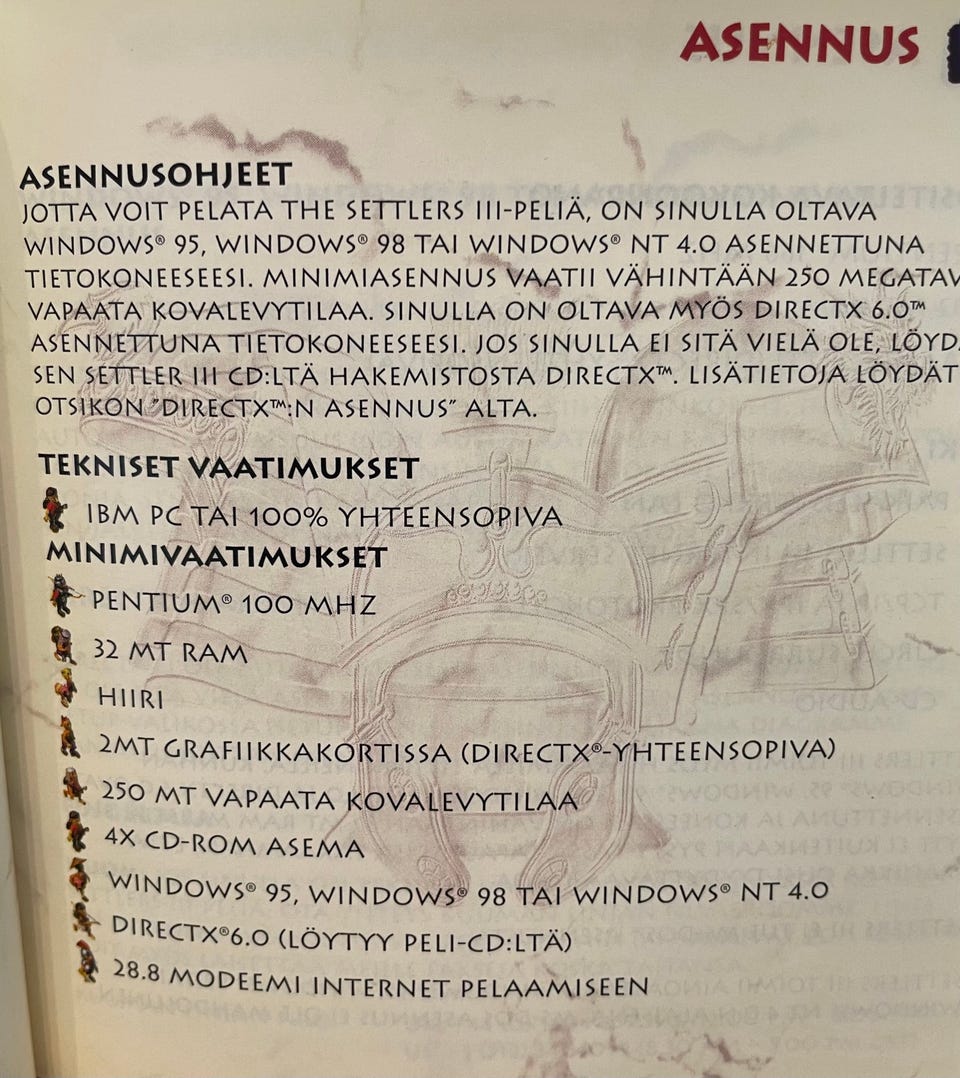 ASENNUS
ASENNUSOHJEET
JOTTA VOIT PELATA THE SETTLERS III-PELIÄ, ON SINULLA OLTAVA
WINDOWS® 95, WINDOWS® 98 TAI WINDOWS® NT 4.0 ASENNETTUNA
TIETOKONEESEESI. MINIMIASENNUS VAATII VÄHINTÄÄN 250 MEGATAV
VAPAATA KOVALEVYTILAA. SINULLA ON OLTAVA MYÖS DIRECTX 6.0™
ASENNETTUNA TIETOKONEESEESI. JOS SINULLA EI SITÄ VIELÄ OLE, LÖYD
SEN SETTLER III CD:LTÄ HAKEMISTOSTA DIRECTX™. LISÄTIETOJA LÖYDÄT
OTSIKON "DIRECTX™:N ASENNUS" ALTA.
TEKNISET VAATIMUKSET
IBM PC TAI 100% YHTEENSOPIVA
MINIMIVAATIMUKSET
PENTIUM® 100 MHZ
32 MT RAM
HIIRI
2MT GRAFIIKKAKORTISSA (DIRECTX®-YHTEENSOPIVA)
250 MT VAPAATA KOVALEVYTILAA
4X CD-ROM ASEMA
WINDOWS® 95, WINDOWS® 98 TAI WINDOWS® NT 4.0
DIRECTX®6.0 (LÖYTYY PELI-CD:LTÄ)
28.8 MODEEMI INTERNET PELAAMISEEN